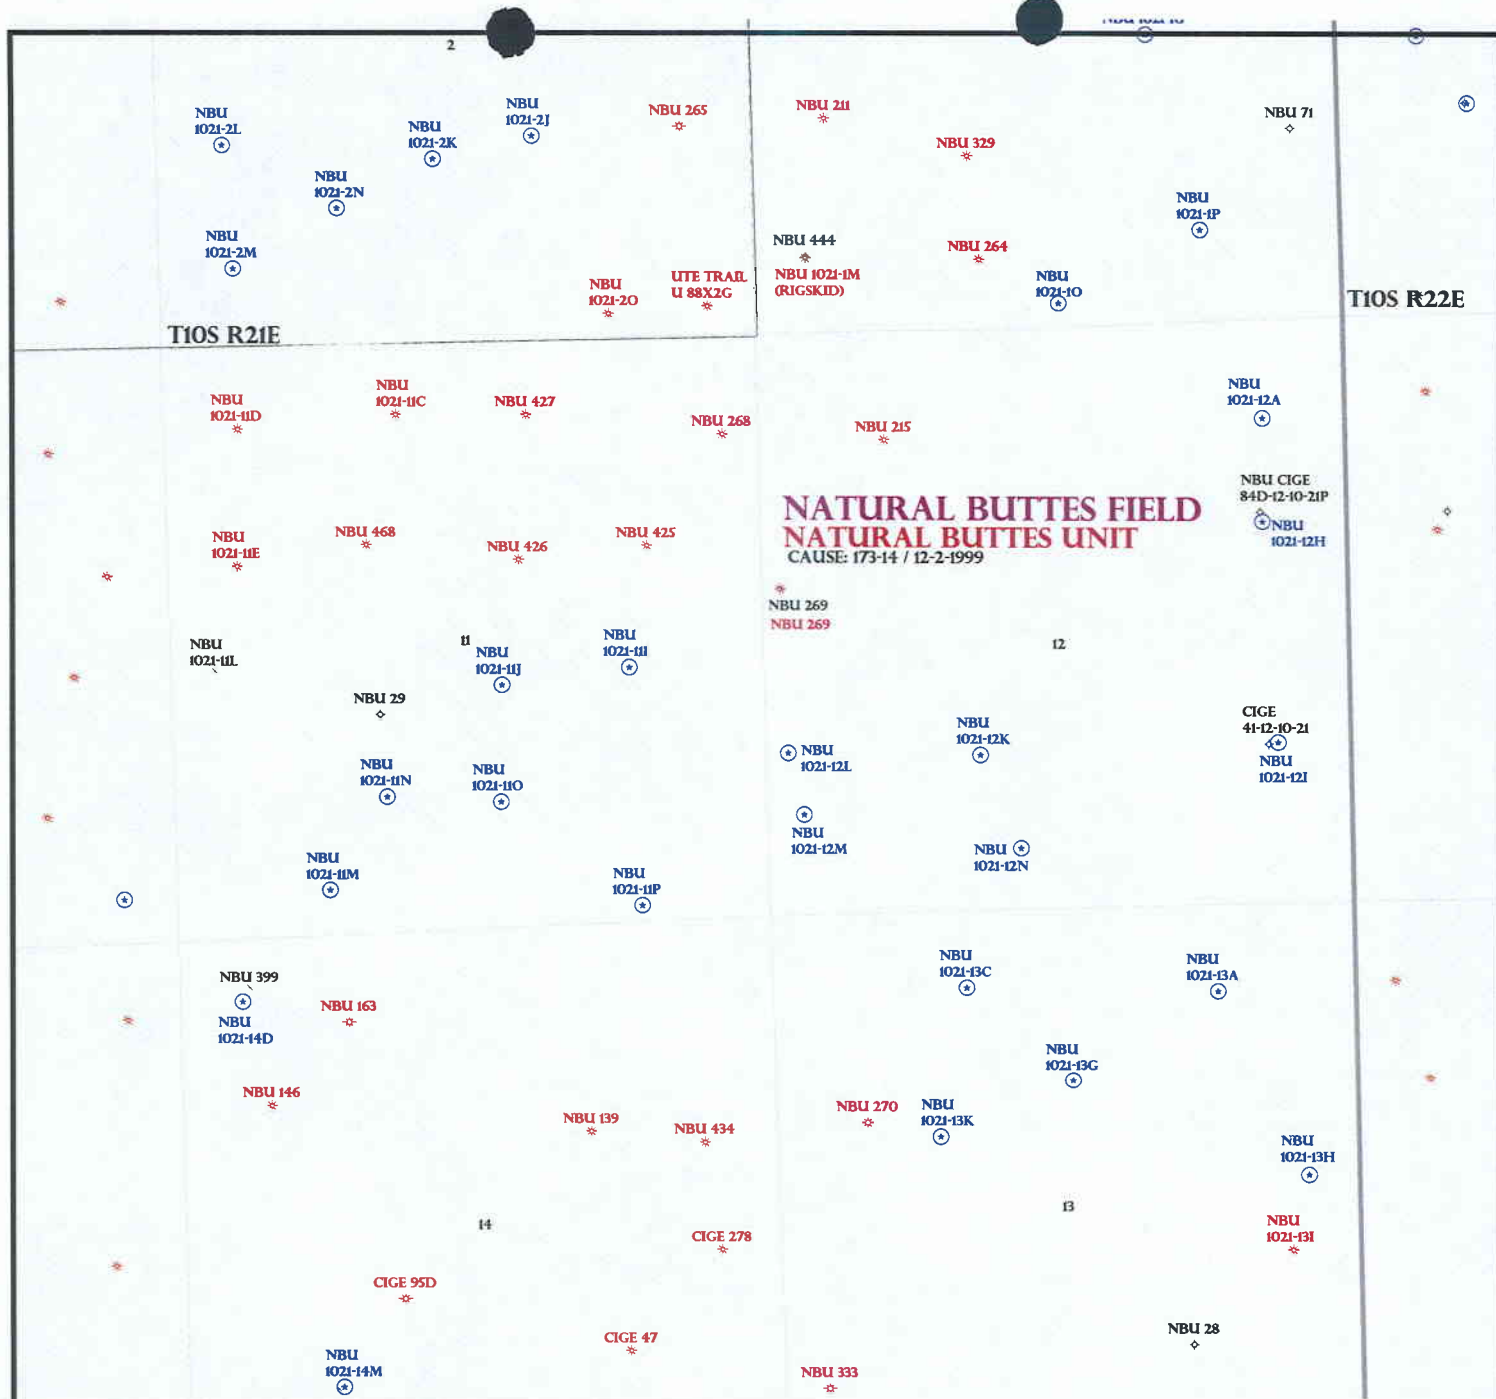 2
NBU
1021-2L
NBU
1021-2K
NBU
1021-2J
NBU 265
NBU 211
NBU 329
NBU 71
NBU
1021-2N
NBU
1021-1P
NBU
1021-2M
NBU 444
NBU 1021-1M
(RIGSKID)
NBU 264
NBU
1021-1O
NBU
1021-2O
UTE TRAIL
U 88X2G
T10S R22E
T10S R21E
NBU
1021-11D
NBU
1021-11C
NBU 427
NBU 268
NBU 215
NBU
1021-12A
NBU CIGE
84D-12-10-21P
NBU
1021-12H
NATURAL BUTTES FIELD
NATURAL BUTTES UNIT
CAUSE: 173-14 / 12-2-1999
NBU
1021-11E
NBU 468
NBU 426
NBU 425
NBU 269
NBU 269
NBU
1021-11L
11
NBU
1021-11J
NBU
1021-11I
12
NBU 29
CIGE
41-12-10-21
NBU
1021-12I
NBU
1021-12K
NBU
1021-12L
NBU
1021-11N
NBU
1021-11O
NBU
1021-12M
NBU
1021-12N
NBU
1021-11M
NBU
1021-11P
NBU
1021-13C
NBU
1021-13A
NBU 399
NBU
1021-14D
NBU 163
NBU
1021-13G
NBU 146
NBU 139
NBU 434
NBU 270
NBU
1021-13K
NBU
1021-13H
14
13
NBU
1021-13I
CIGE 278
CIGE 95D
CIGE 47
NBU 28
NBU
1021-14M
NBU 333